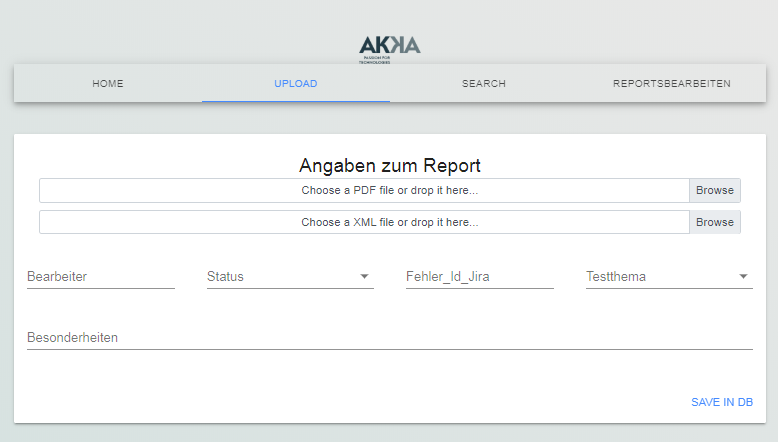 AKKA
PASSION FOR
TECHNOLOGIES
HOME UPLOAD SEARCH REPORTSBEARBEITEN
Angaben zum Report
Choose a PDF file or drop it here... Browse
Choose a XML file or drop it here... Browse
Bearbeiter Status Fehler_Id_Jira Testthema
Besonderheiten
SAVE IN DB